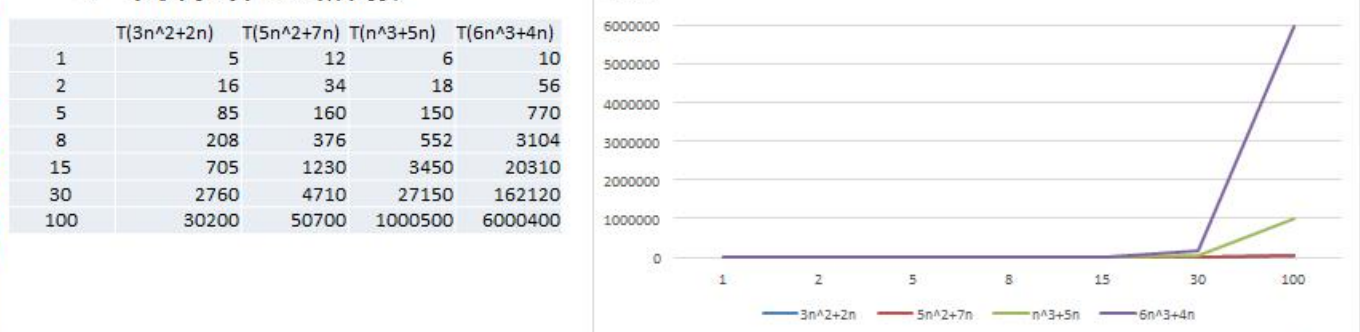 T(3n^2+2n) T(5n^2+7n) T(n^3+5n) T(6n^3+4n)
1 5 12 6 10
2 16 34 18 56
5 85 160 150 770
8 208 376 552 3104
15 705 1230 3450 20310
30 2760 4710 27150 162120
100 30200 50700 1000500 6000400
6000000
5000000
4000000
3000000
2000000
1000000
0
1 2 5 8 15 30 100
3n^2+2n 5n^2+7n n^3+5n 6n^3+4n